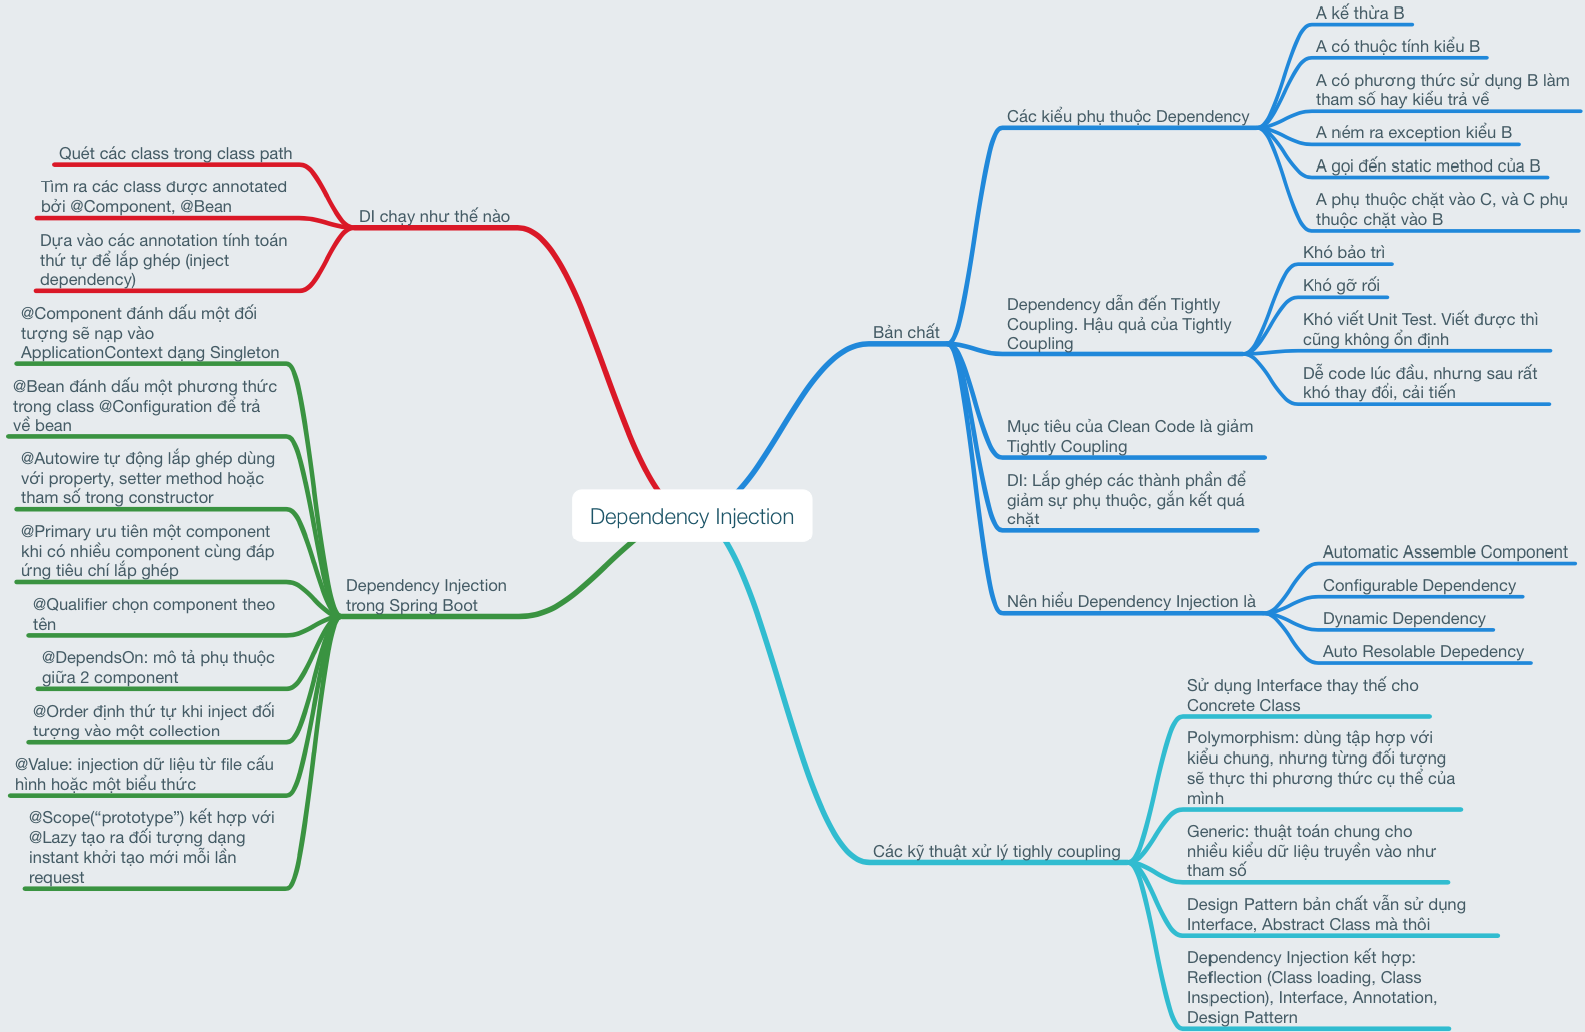 Dependency Injection
Bản chất
Các kiểu phụ thuộc Dependency
A kế thừa B
A có thuộc tính kiểu B
A có phương thức sử dụng B làm
tham số hay kiểu trả về
A ném ra exception kiểu B
A gọi đến static method của B
A phụ thuộc chặt vào C, và C phụ
thuộc chặt vào B
Dependency dẫn đến Tightly
Coupling. Hậu quả của Tightly
Coupling
Khó bảo trì
Khó gỡ rối
Khó viết Unit Test. Viết được thì
cũng không ổn định
Dễ code lúc đầu, nhưng sau rất
khó thay đổi, cải tiến
Mục tiêu của Clean Code là giảm
Tightly Coupling
DI: Lắp ghép các thành phần để
giảm sự phụ thuộc, gắn kết quá
chặt
Nên hiểu Dependency Injection là
Automatic Assemble Component
Configurable Dependency
Dynamic Dependency
Auto Resolable Depedency
Các kỹ thuật xử lý tighly coupling
Sử dụng Interface thay thế cho
Concrete Class
Polymorphism: dùng tập hợp với
kiểu chung, nhưng từng đối tượng
sẽ thực thi phương thức cụ thể của
mình
Generic: thuật toán chung cho
nhiều kiểu dữ liệu truyền vào như
tham số
Design Pattern bản chất vẫn sử dụng
Interface, Abstract Class mà thôi
Dependency Injection kết hợp:
Reflection (Class loading, Class
Inspection), Interface, Annotation,
Design Pattern
DI chạy như thế nào
Quét các class trong class path
Tìm ra các class được annotated
bởi @Component, @Bean
Dựa vào các annotation tính toán
thứ tự để lắp ghép (inject
dependency)
Dependency Injection
trong Spring Boot
@Component đánh dấu một đối
tượng sẽ nạp vào
ApplicationContext dạng Singleton
@Bean đánh dấu một phương thức
trong class @Configuration để trả
về bean
@Autowire tự động lắp ghép dùng
với property, setter method hoặc
tham số trong constructor
@Primary ưu tiên một component
khi có nhiều component cùng đáp
ứng tiêu chí lắp ghép
@Qualifier chọn component theo
tên
@DependsOn: mô tả phụ thuộc
giữa 2 component
@Order định thứ tự khi inject đối
tượng vào một collection
@Value: injection dữ liệu từ file cấu
hình hoặc một biểu thức
@Scope(“prototype”) kết hợp với
@Lazy tạo ra đối tượng dạng
instant khởi tạo mới mỗi lần
request